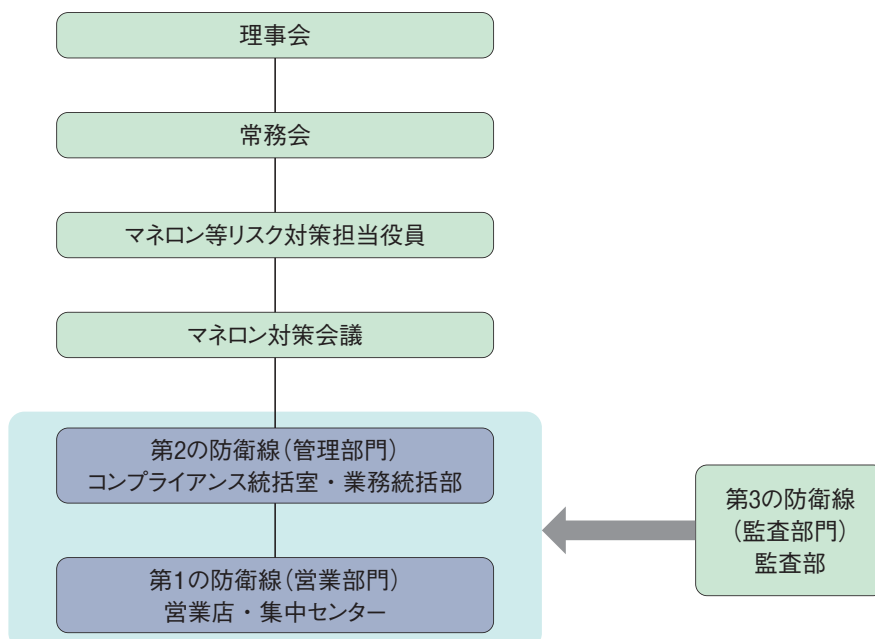 理事会
常務会
マネロン等リスク対策担当役員
マネロン対策会議
第2の防衛線（管理部門）
コンプライアンス統括室・業務統括部
第1の防衛線（営業部門）
営業店・集中センター
第3の防衛線
（監査部門）
監査部